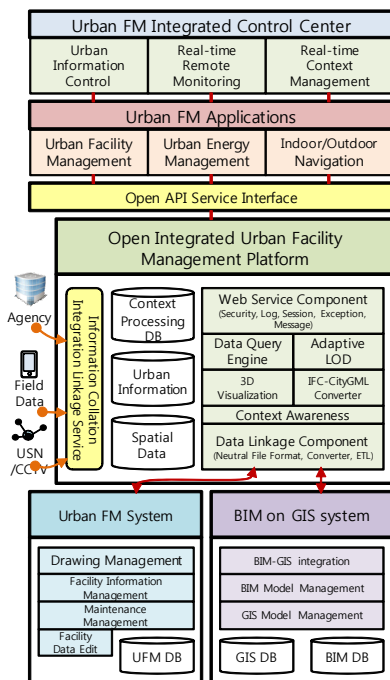 Urban FM Integrated Control Center
Urban
Information
Control
Real-time
Remote
Monitoring
Real-time
Context
Management
Urban FM Applications
Urban Facility
Management
Urban Energy
Management
Indoor/Outdoor
Navigation
Open API Service Interface
Open Integrated Urban Facility
Management Platform
Agency
Field
Data
USN
/CCTV
Information Collation
Integration Linkage Service
Context
Processing
DB
Urban
Information
Spatial
Data
Web Service Component
(Security, Log, Session, Exception,
Message)
Data Query
Engine
Adaptive
LOD
3D
Visualization
IFC-CityGML
Converter
Context Awareness
Data Linkage Component
(Neutral File Format, Converter, ETL)
Urban FM System
Drawing Management
Facility Information
Management
Maintenance
Management
Facility
Data Edit
UFM DB
BIM on GIS system
BIM-GIS integration
BIM Model Management
GIS Model Management
GIS DB
BIM DB